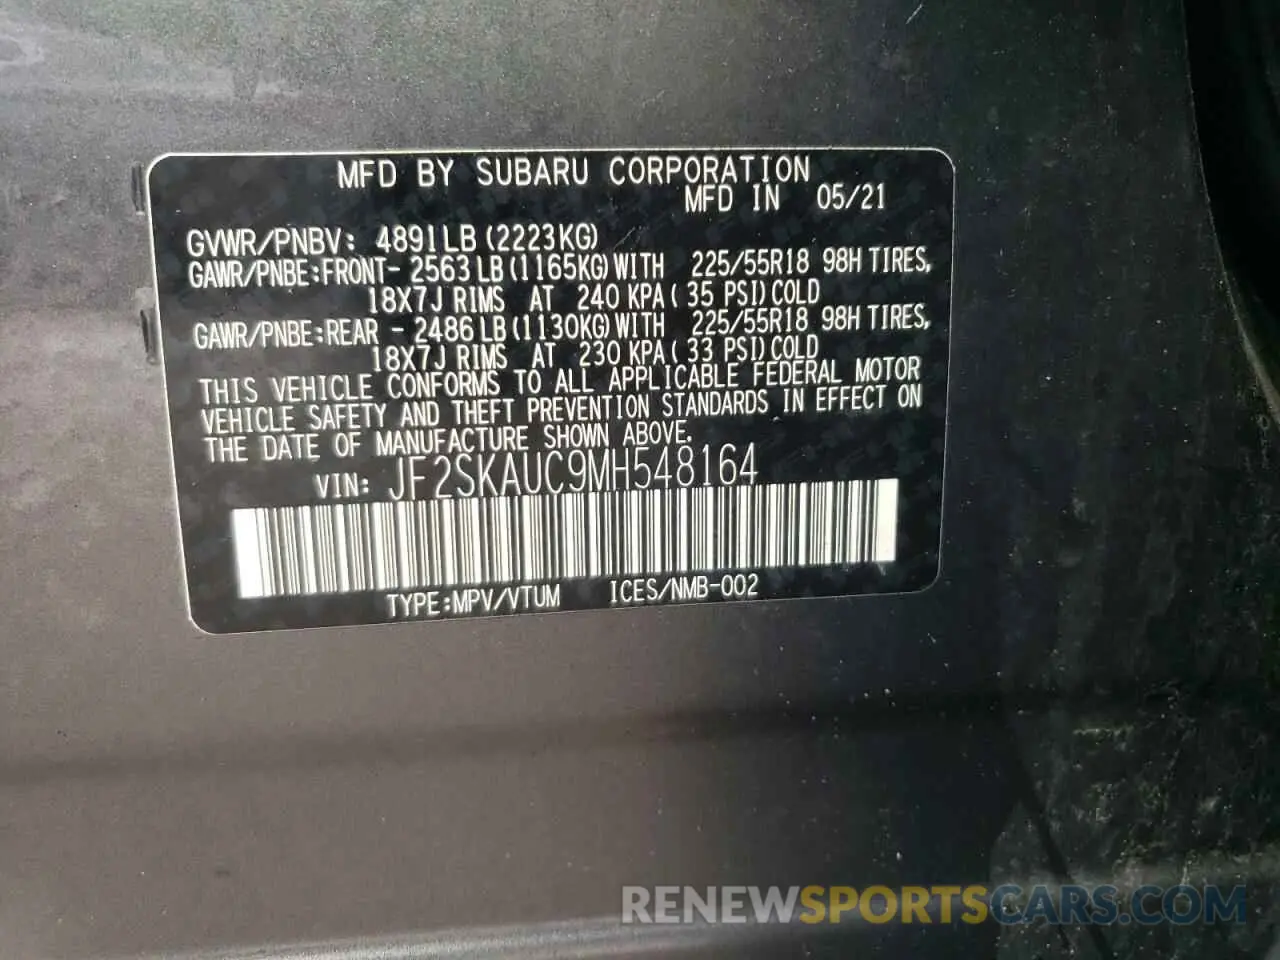 MFD BY SUBARU CORPORATION
MFD IN 05/21
GVWR/PNBV: 4891LB (2223KG)
GAWR/PNBE:FRONT- 2563 LB (1165KG) WITH 225/55R18 98H TIRES,
18X7J RIMS AT 240 KPA ( 35 PSI) COLD
GAWR/PNBE:REAR - 2486 LB (1130KG) WITH 225/55R18 98H TIRES,
18X7J RIMS AT 230 KPA ( 33 PSI) COLD
THIS VEHICLE CONFORMS TO ALL APPLICABLE FEDERAL MOTOR
VEHICLE SAFETY AND THEFT PREVENTION STANDARDS IN EFFECT ON
THE DATE OF MANUFACTURE SHOWN ABOVE.
VIN: JF2SKAUC9MH548164
TYPE:MPV/VTUM ICES/NMB-002
RENEWSPORTSCARS.COM